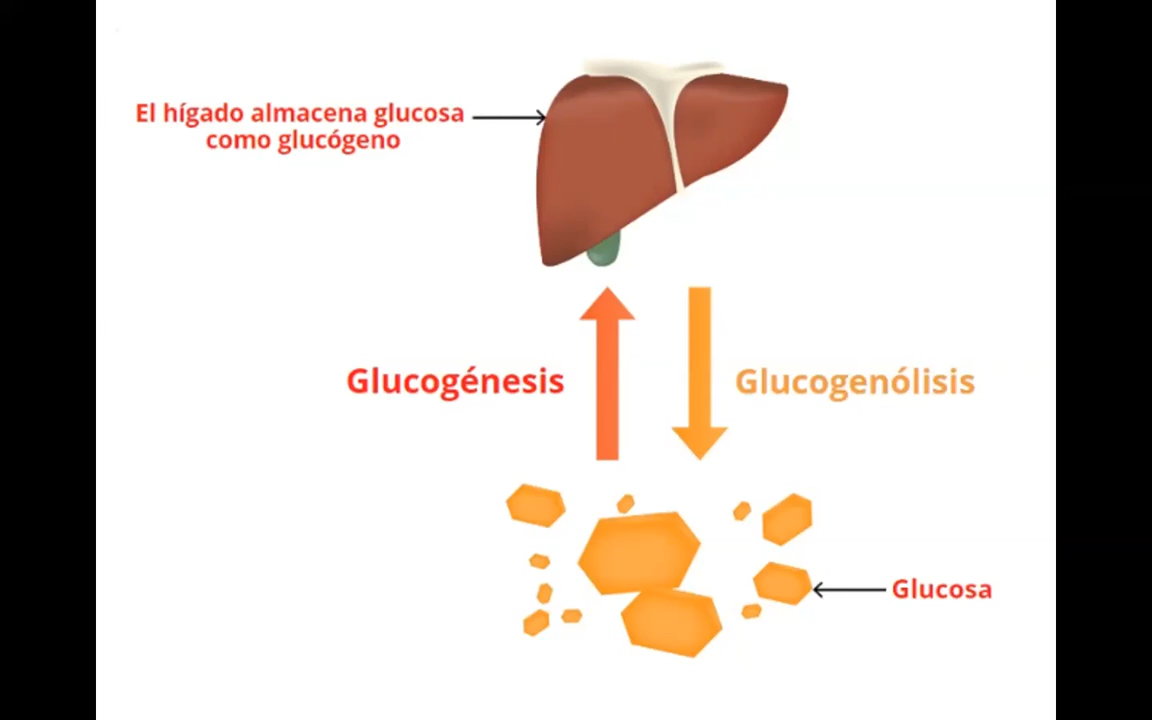 El hígado almacena glucosa
como glucógeno
Glucogénesis
Glucogenólisis
Glucosa